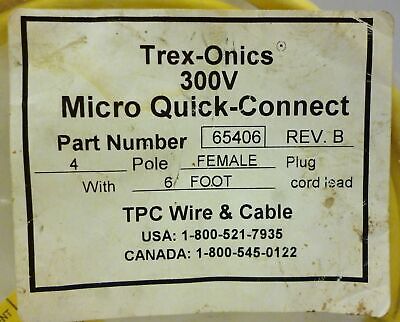 Trex-Onics®
300V
Micro Quick-Connect
Part Number 65406 REV. B
4 Pole FEMALE Plug
With 6/ FOOT cord lead
TPC Wire & Cable
USA: 1-800-521-7935
CANADA: 1-800-545-0122